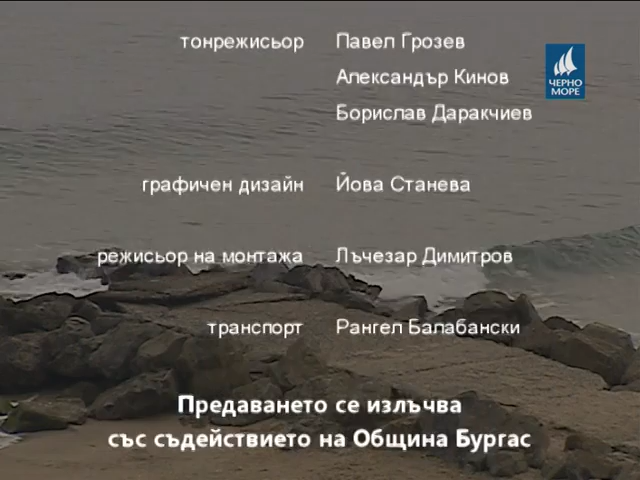 тонрежисьор Павел Грозев
Александър Кинов
Борислав Даракчиев
ЧЕРНО
МОРЕ
графичен дизайн Йова Станева
режисьор на монтажа Лъчезар Димитров
транспорт Рангел Балабански
Предаването се излъчва
със съдействието на Община Бургас